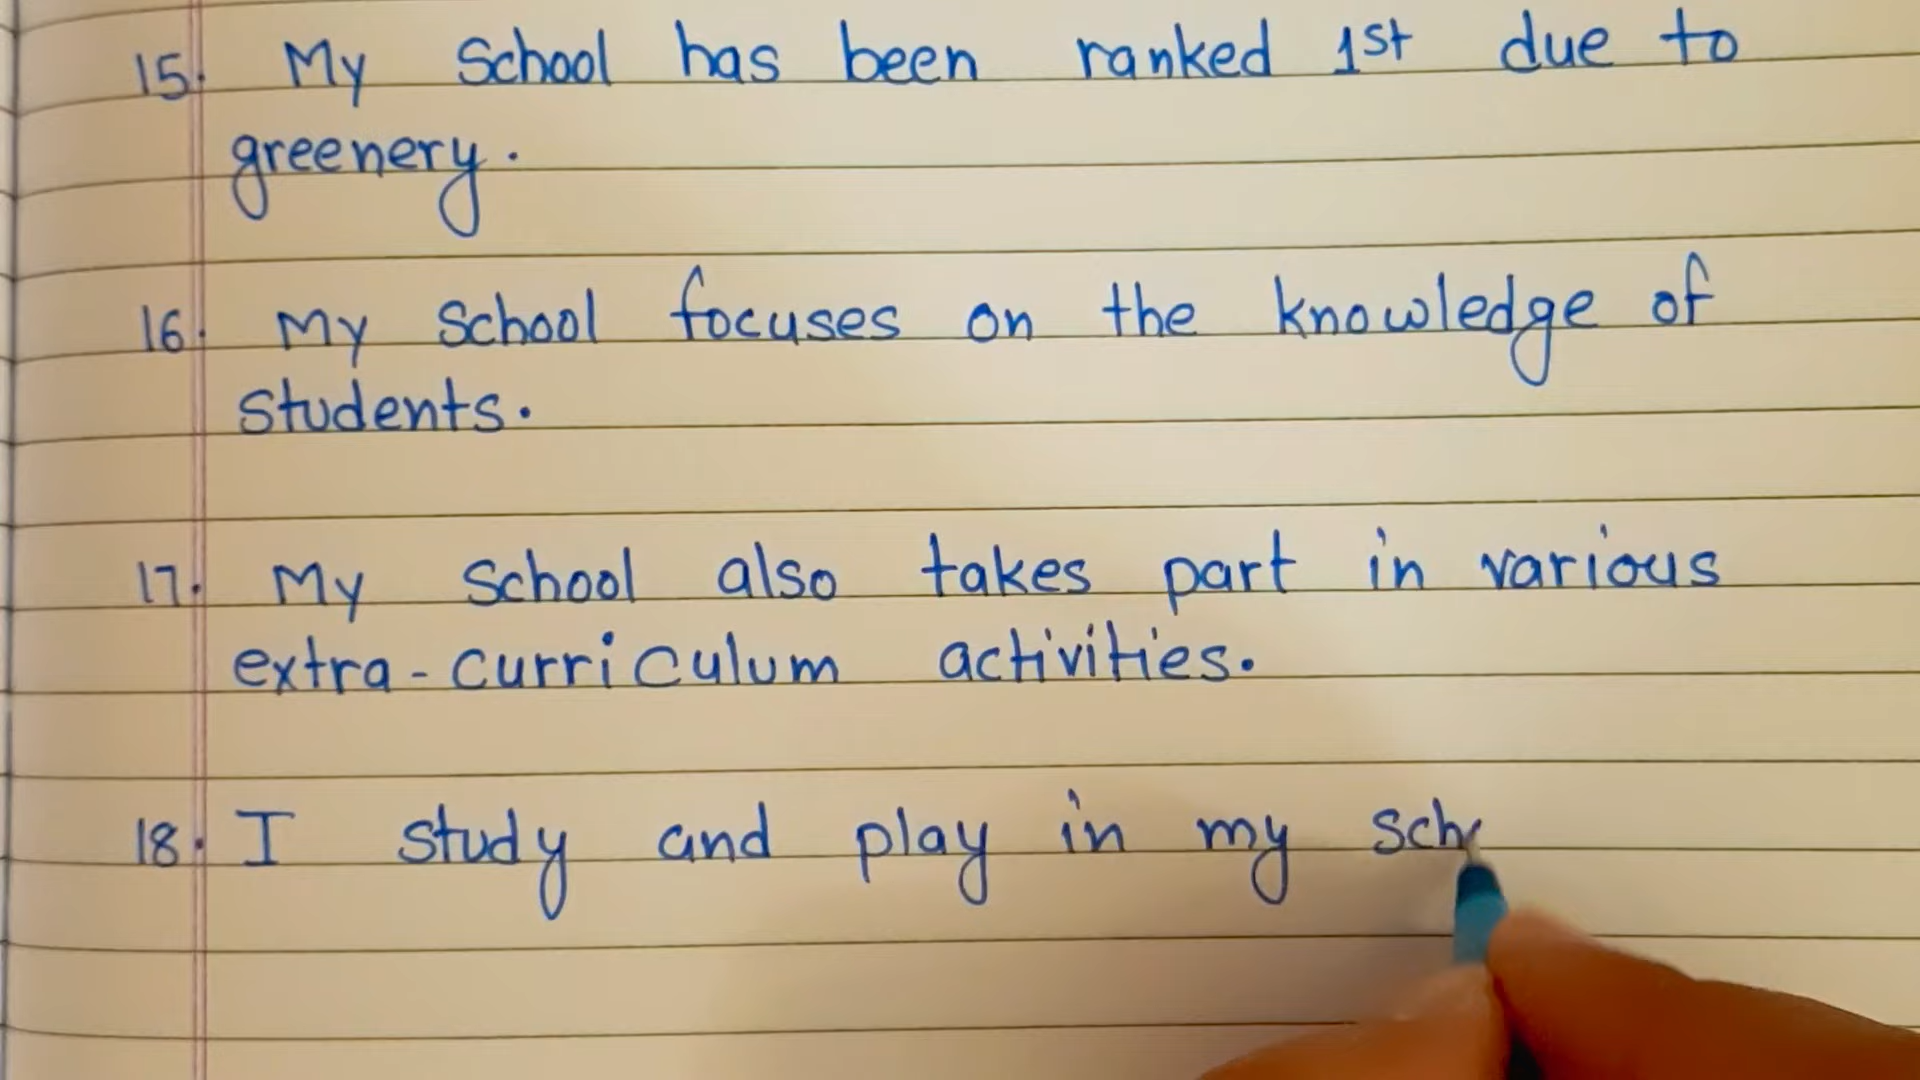 15. My School has been ranked 1st due to
greenery.
16. My School focuses on the knowledge of
students.
17. My School also takes part in various
extra-curriculum activities.
18. I study and play in my sch